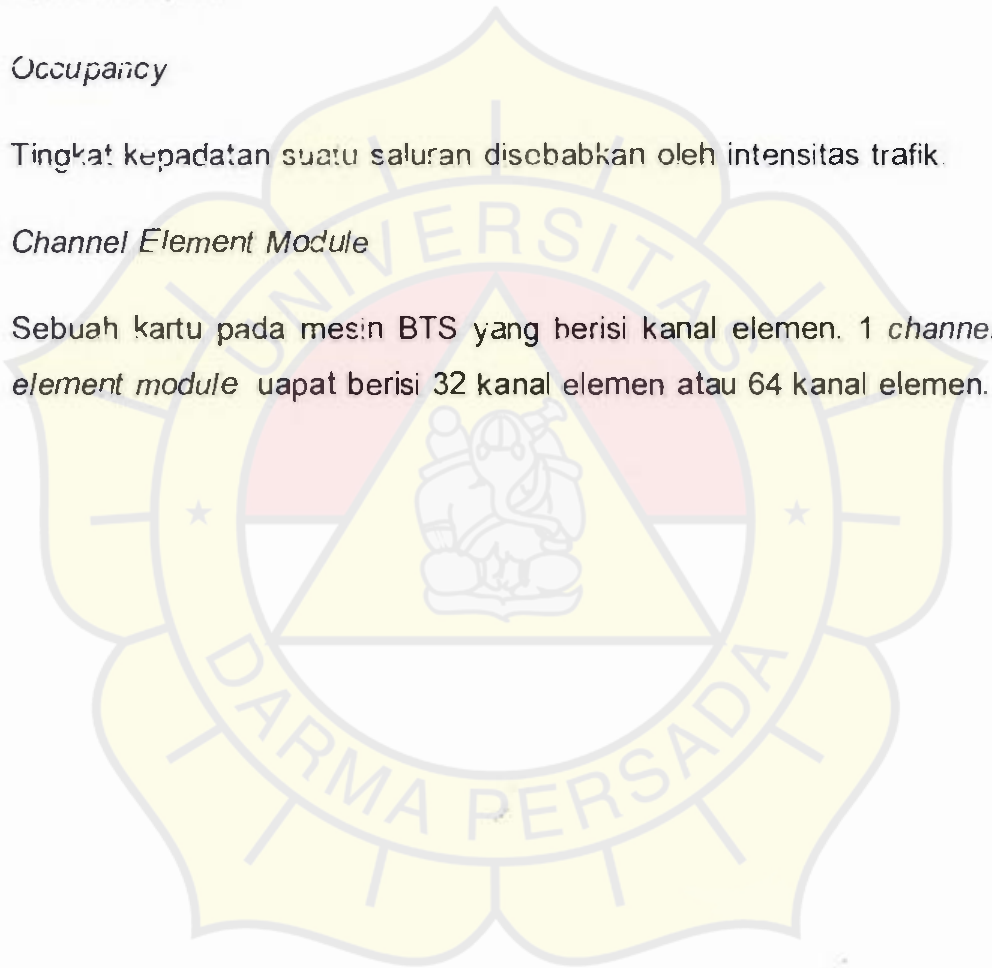 Occupancy
Tingkat kepadatan suatu saluran disebabkan oleh intensitas trafik.
Channel Element Module
Sebuah kartu pada mesin BTS yang berisi kanal elemen. 1 channel
element module dapat berisi 32 kanal elemen atau 64 kanal elemen.
UNIVERSITAS
DARMA PERSADA